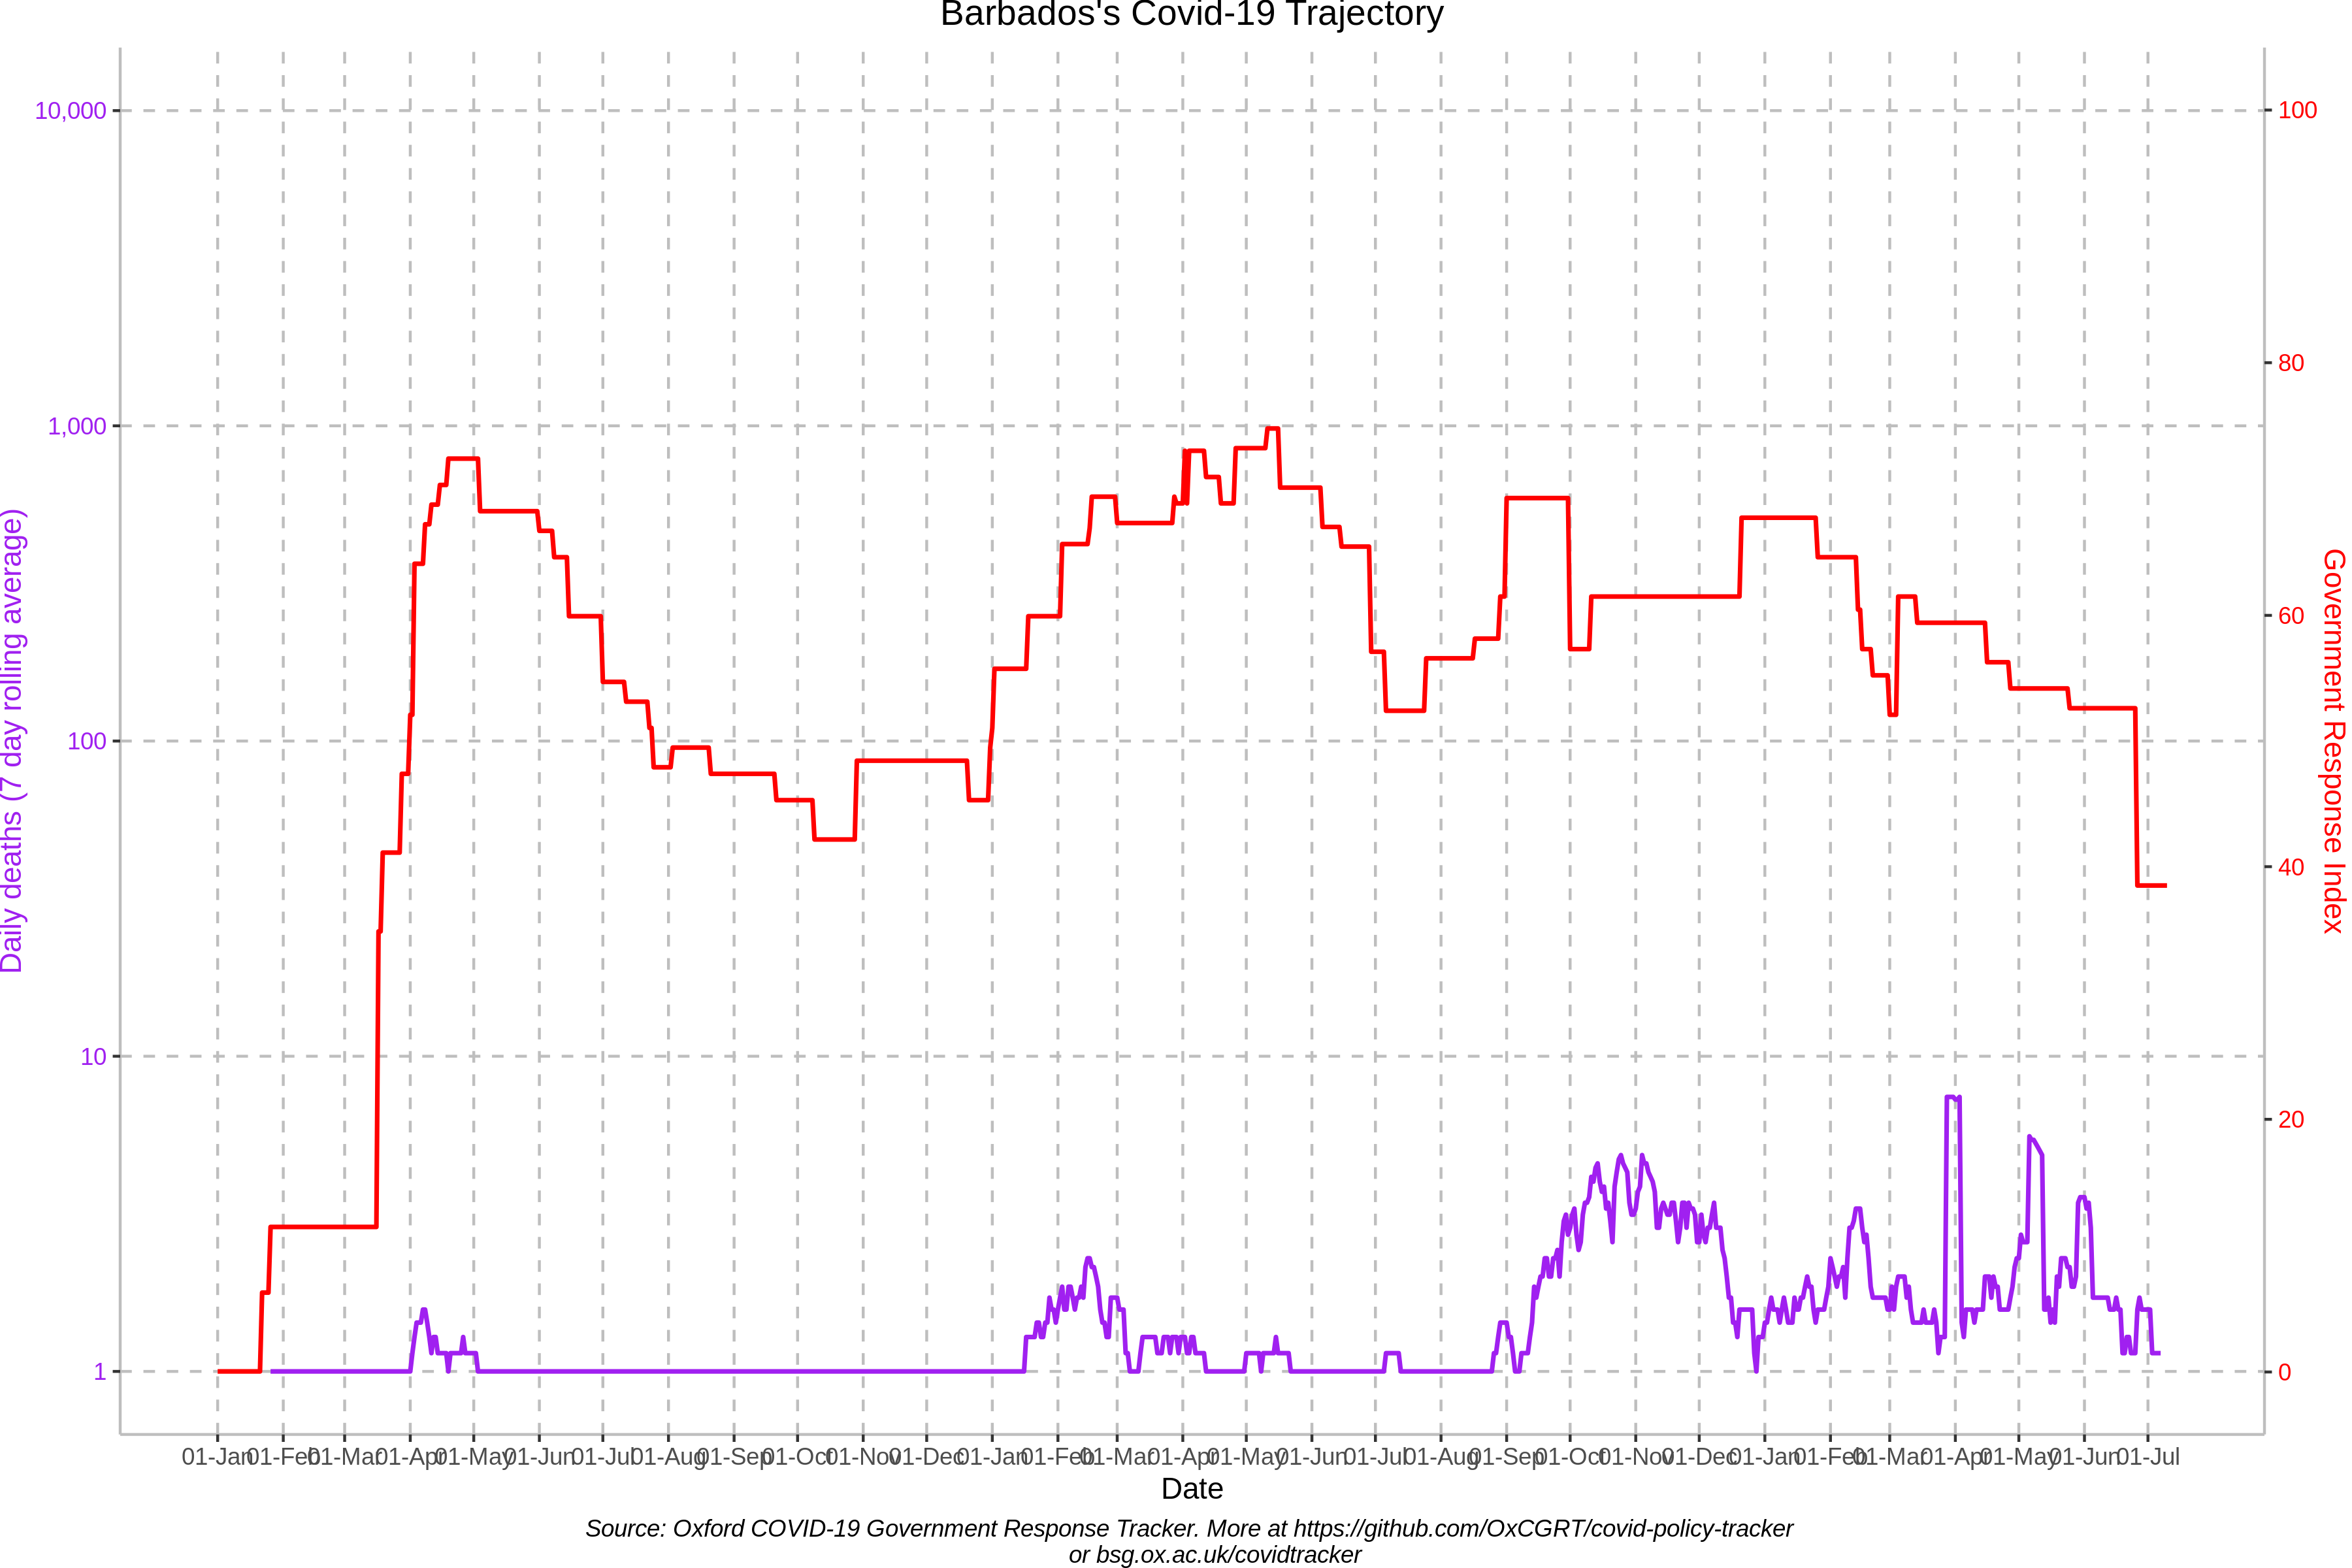 Barbados's Covid-19 Trajectory
10,000
1,000
100
10
1
Daily deaths (7 day rolling average)
100
80
60
40
20
0
Government Response Index
01-Jan 01-Feb 01-Mar 01-Apr 01-May 01-Jun 01-Jul 01-Aug 01-Sep 01-Oct 01-Nov 01-Dec 01-Jan 01-Feb 01-Mar 01-Apr 01-May 01-Jun 01-Jul 01-Aug 01-Sep 01-Oct 01-Nov 01-Dec 01-Jan 01-Feb 01-Mar 01-Apr 01-May 01-Jun 01-Jul
Date
Source: Oxford COVID-19 Government Response Tracker. More at https://github.com/OxCGRT/covid-policy-tracker
or bsg.ox.ac.uk/covidtracker